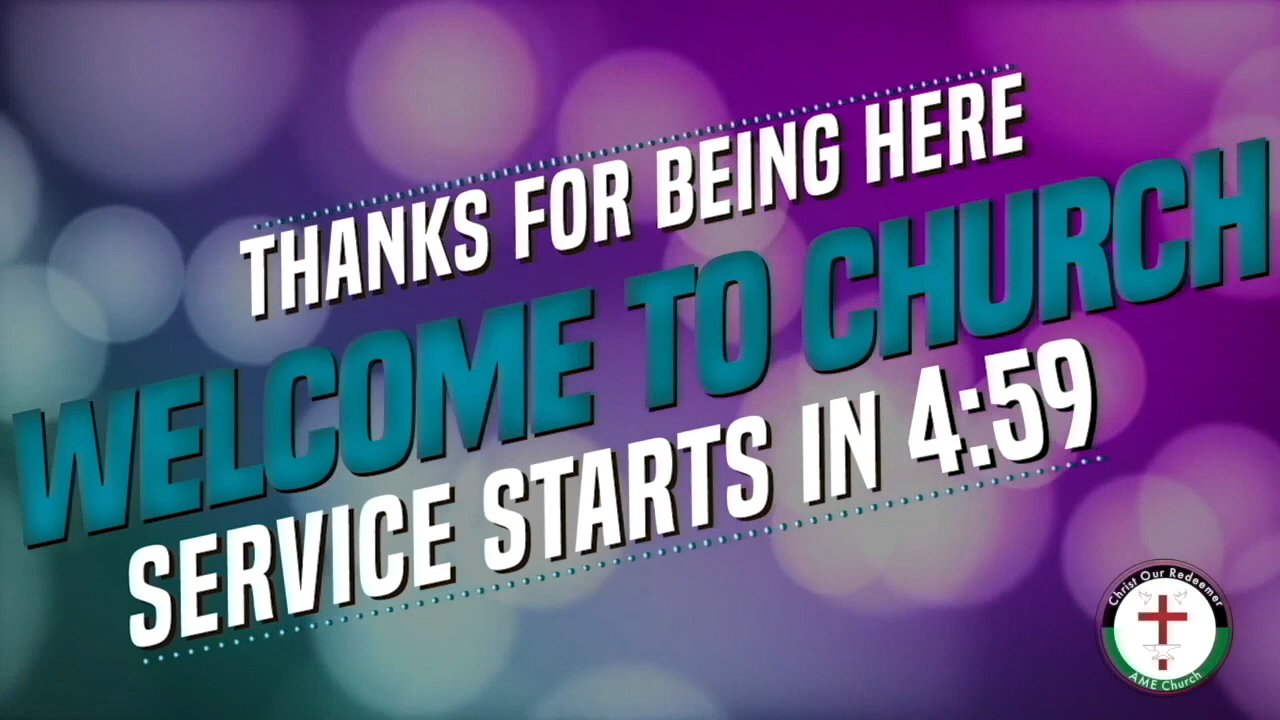 THANKS FOR BEING HERE
WELCOME TO CHURCH
SERVICE STARTS IN 4:59
Christ Our Redeemer
AME Church